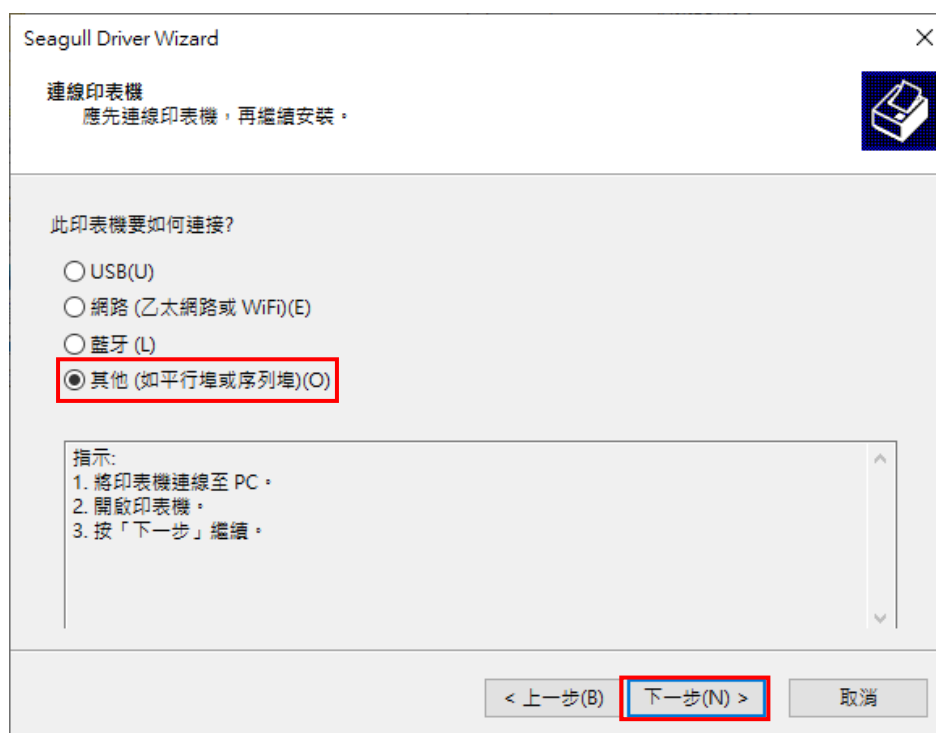 Seagull Driver Wizard
連線印表機
應先連線印表機，再繼續安裝。
此印表機要如何連接?
USB(U)
網路 (乙太網路或 WiFi)(E)
藍牙 (L)
其他 (如平行埠或序列埠)(O)
指示:
1. 將印表機連線至 PC。
2. 開啟印表機。
3. 按「下一步」繼續。
< 上一步(B) 下一步(N) > 取消